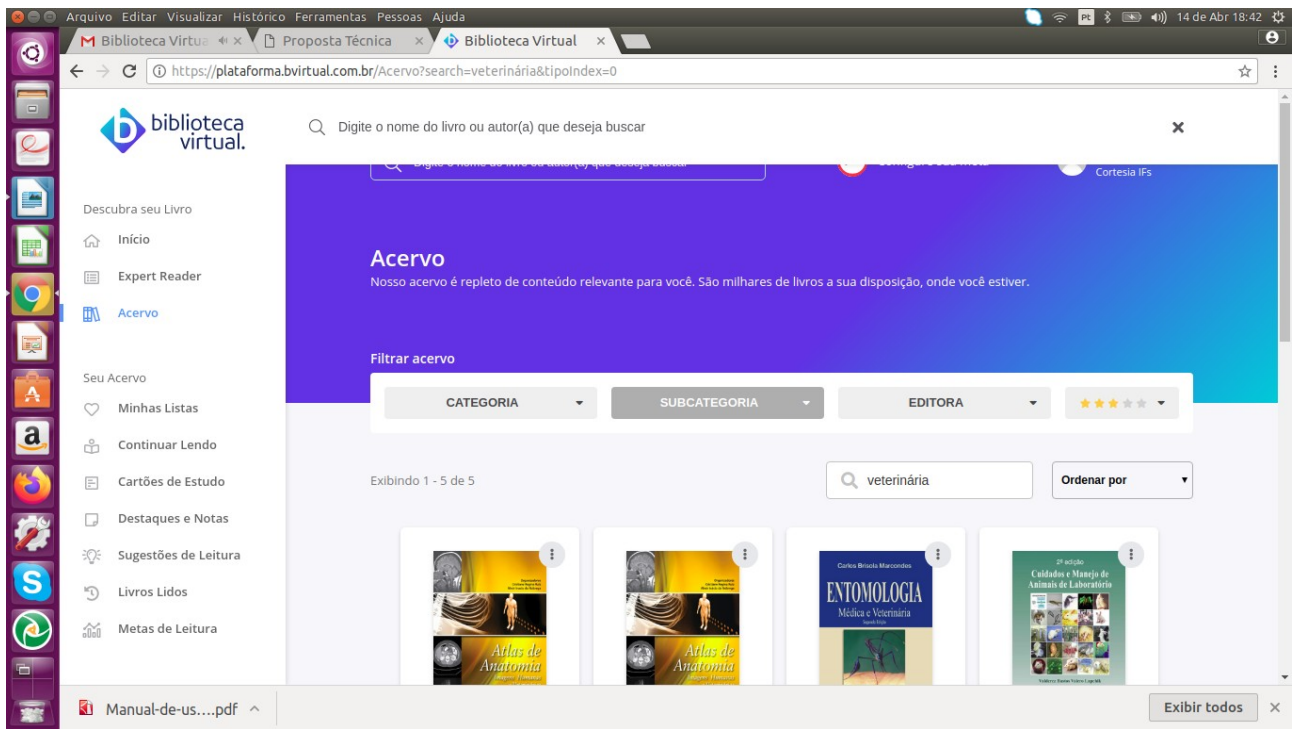 Arquivo Editar Visualizar Histórico Ferramentas Pessoas Ajuda
Pt
14 de Abr 18:42
Biblioteca Virtua
Proposta Técnica
Biblioteca Virtual
https://plataforma.bvirtual.com.br/Acervo?search=veterinária&tipoIndex=0
biblioteca
virtual.
Digite o nome do livro ou autor(a) que deseja buscar
Cortesia IFs
Descubra seu Livro
Início
Expert Reader
Acervo
Seu Acervo
Minhas Listas
Continuar Lendo
Cartões de Estudo
Destaques e Notas
Sugestões de Leitura
Livros Lidos
Metas de Leitura
Acervo
Nosso acervo é repleto de conteúdo relevante para você. São milhares de livros a sua disposição, onde você estiver.
Filtrar acervo
CATEGORIA
SUBCATEGORIA
EDITORA
Exibindo 1 - 5 de 5
veterinária
Ordenar por
Atlas de
Anatomia
Atlas de
Anatomia
Carlos Brisola Marcondes
ENTOMOLOGIA
Médica e Veterinária
Segunda Edição
2ª edição
Cuidados e Manejo de
Animais de Laboratório
Manual-de-us....pdf
Exibir todos